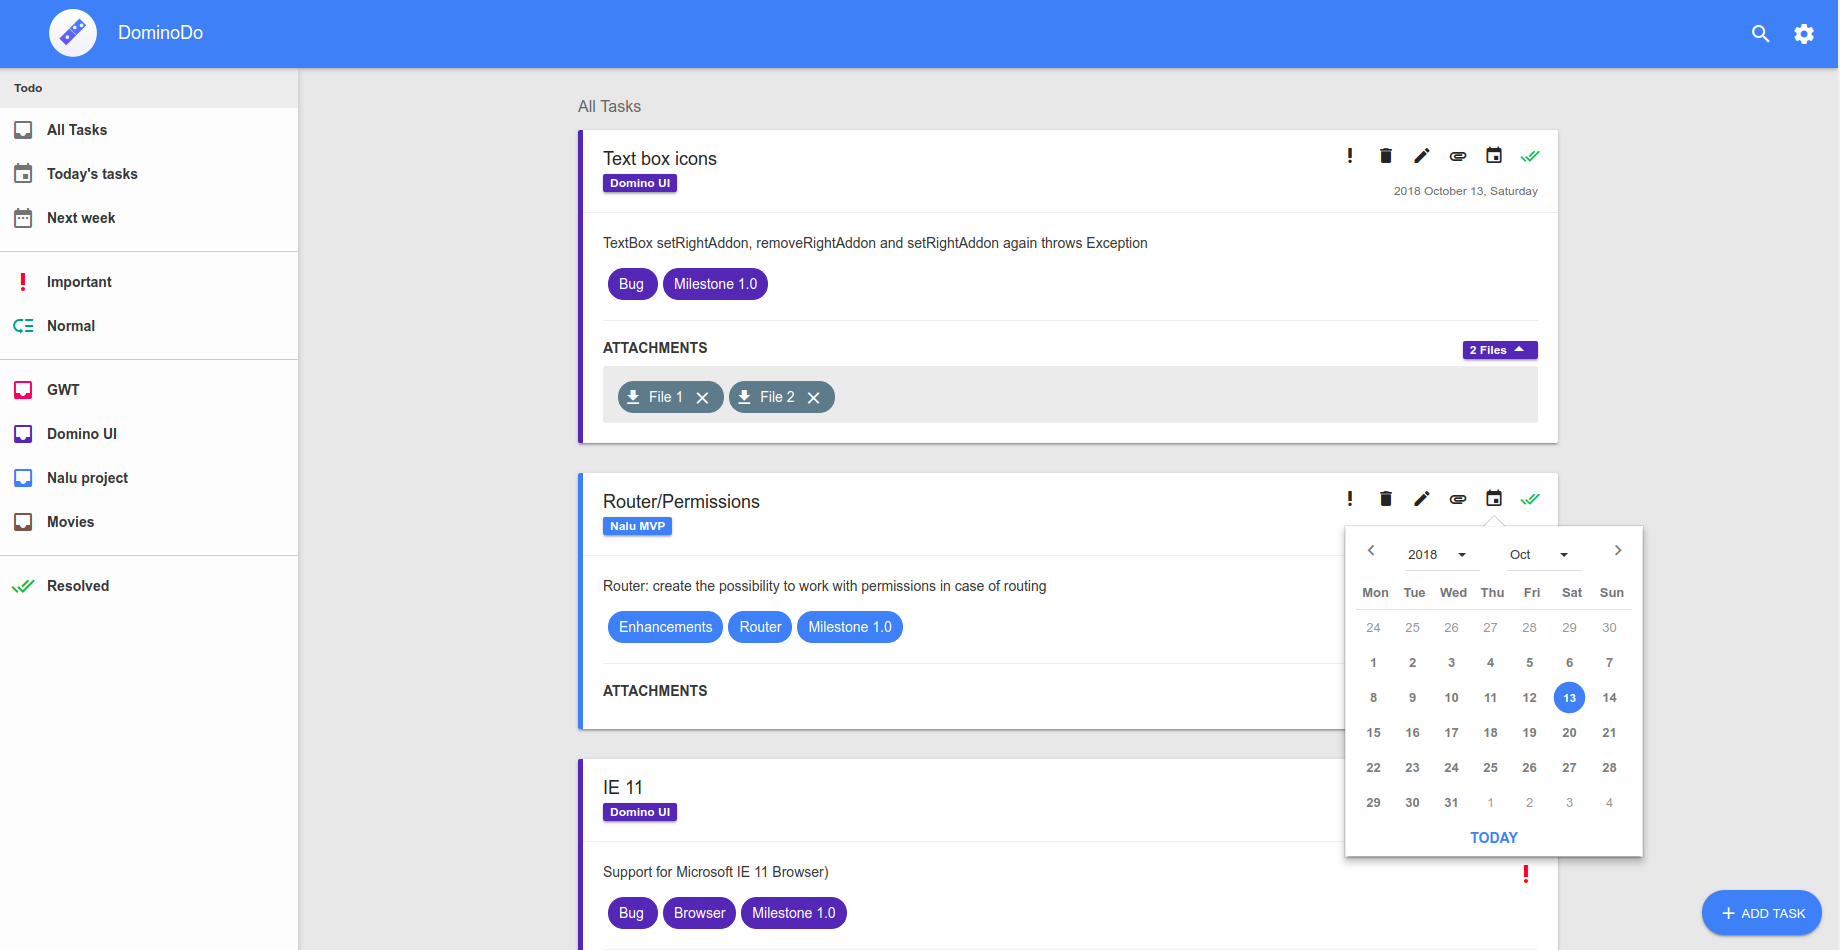 DominoDo
Todo
All Tasks
Today's tasks
Next week
Important
Normal
GWT
Domino UI
Nalu project
Movies
Resolved
All Tasks
Text box icons
Domino UI
2018 October 13, Saturday
TextBox setRightAddon, removeRightAddon and setRightAddon again throws Exception
Bug Milestone 1.0
ATTACHMENTS 2 Files
File 1 File 2
Router/Permissions
Nalu MVP
Router: create the possibility to work with permissions in case of routing
Enhancements Router Milestone 1.0
ATTACHMENTS
2018 Oct
Mon Tue Wed Thu Fri Sat Sun
24 25 26 27 28 29 30
1 2 3 4 5 6 7
8 9 10 11 12 13 14
15 16 17 18 19 20 21
22 23 24 25 26 27 28
29 30 31 1 2 3 4
TODAY
IE 11
Domino UI
Support for Microsoft IE 11 Browser)
Bug Browser Milestone 1.0
ADD TASK